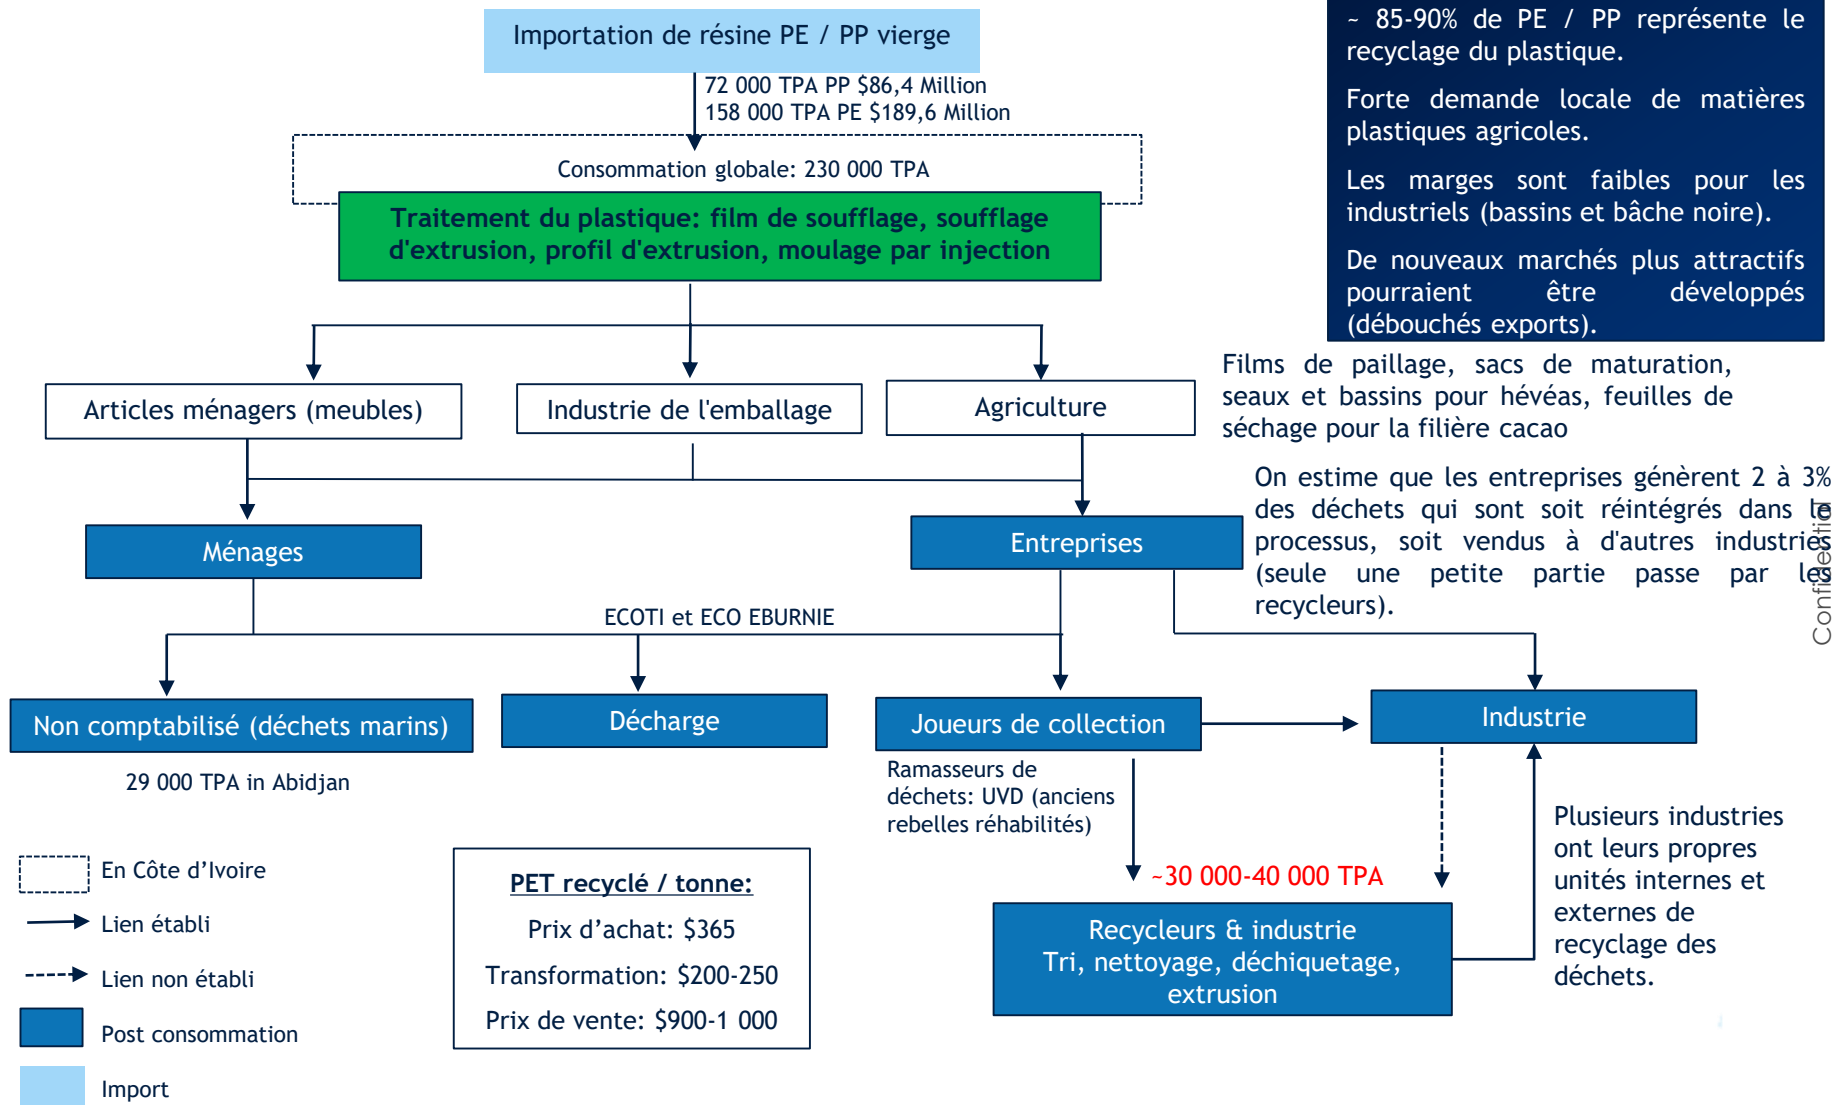 Importation de résine PE / PP vierge
72 000 TPA PP $86,4 Million
158 000 TPA PE $189,6 Million
Consommation globale: 230 000 TPA
Traitement du plastique: film de soufflage, soufflage
d'extrusion, profil d'extrusion, moulage par injection
~ 85-90% de PE / PP représente le
recyclage du plastique.
Forte demande locale de matières
plastiques agricoles.
Les marges sont faibles pour les
industriels (bassins et bâche noire).
De nouveaux marchés plus attractifs
pourraient être développés
(débouchés exports).
Articles ménagers (meubles)
Industrie de l'emballage
Agriculture
Films de paillage, sacs de maturation,
seaux et bassins pour hévéas, feuilles de
séchage pour la filière cacao
Ménages
Entreprises
On estime que les entreprises génèrent 2 à 3%
des déchets qui sont soit réintégrés dans le
processus, soit vendus à d'autres industries
(seule une petite partie passe par les
recycleurs).
Confidential
ECOTI et ECO EBURNIE
Non comptabilisé (déchets marins)
Décharge
Joueurs de collection
Industrie
29 000 TPA in Abidjan
Ramasseurs de
déchets: UVD (anciens
rebelles réhabilités)
~30 000-40 000 TPA
Plusieurs industries
ont leurs propres
unités internes et
externes de
recyclage des
déchets.
Recycleurs & industrie
Tri, nettoyage, déchiquetage,
extrusion
PET recyclé / tonne:
Prix d’achat: $365
Transformation: $200-250
Prix de vente: $900-1 000
En Côte d’Ivoire
Lien établi
Lien non établi
Post consommation
Import